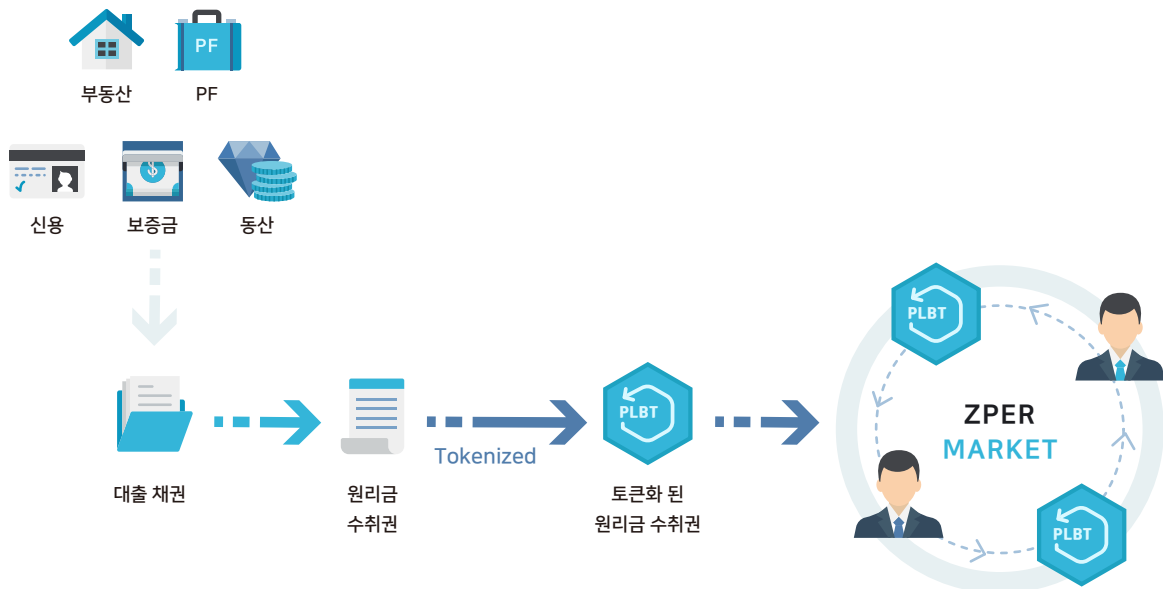 PF
부동산
PF
신용
보증금
동산
PLBT
ZPER
MARKET
PLBT
Tokenized
PLBT
대출 채권
원리금
수취권
토큰화 된
원리금 수취권